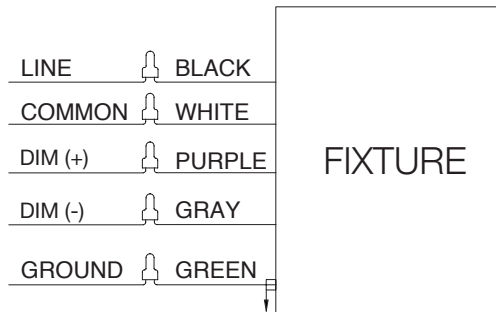 LINE BLACK
COMMON WHITE
DIM (+) PURPLE
DIM (-) GRAY
GROUND GREEN
FIXTURE